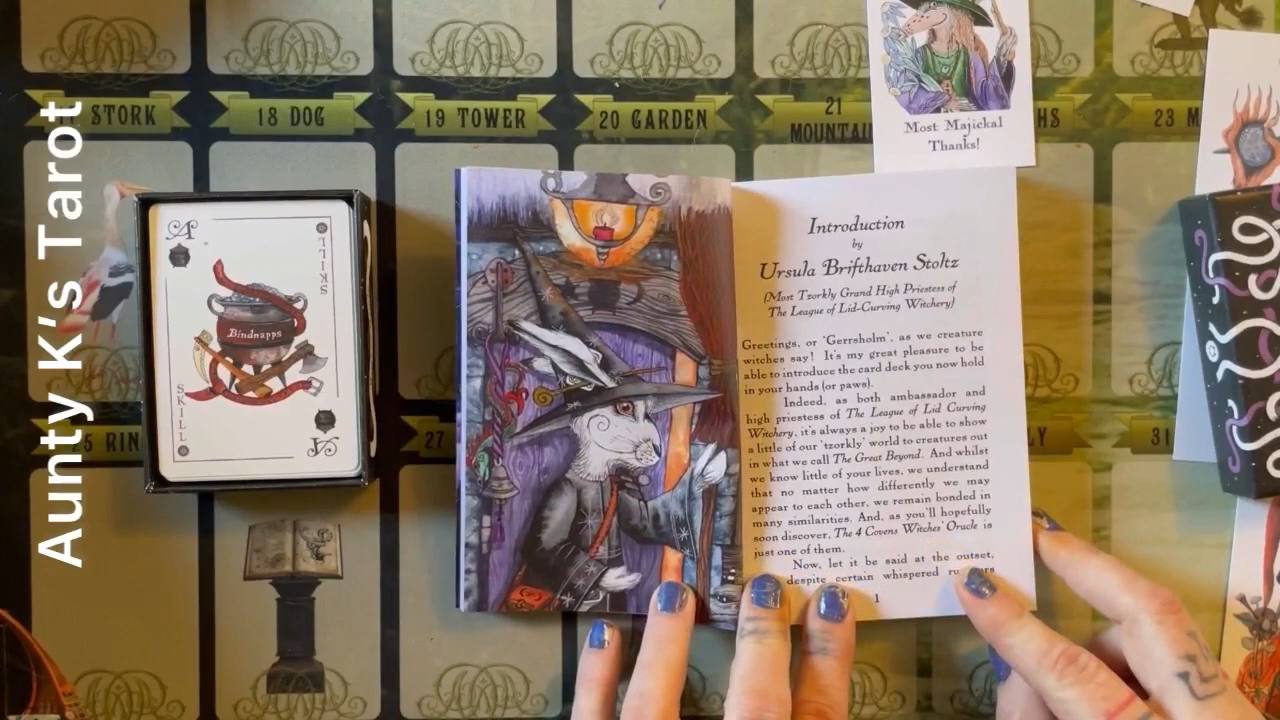 Aunty K's Tarot
STORK
18 DOG
19 TOWER
20 GARDEN
21
MOUNTAI
HS
23 M
Most Majickal
Thanks!
A
SKILL
Bindnapps
SKILL
A
25 RIN
27
LY
31
Introduction
by
Ursula Brifthaven Stoltz
(Most Tzorkly Grand High Priestess of
The League of Lid-Curving Witchery)
Greetings, or 'Gerrsholm', as we creature
witches say! It's my great pleasure to be
able to introduce the card deck you now hold
in your hands (or paws).
Indeed, as both ambassador and
high priestess of The League of Lid Curving
Witchery, it's always a joy to be able to show
a little of our 'tzorkly' world to creatures out
in what we call The Great Beyond. And whilst
we know little of your lives, we understand
that no matter how differently we may
appear to each other, we remain bonded in
many similarities. And, as you'll hopefully
soon discover, The 4 Covens Witches' Oracle is
just one of them.
Now, let it be said at the outset,
despite certain whispered
1